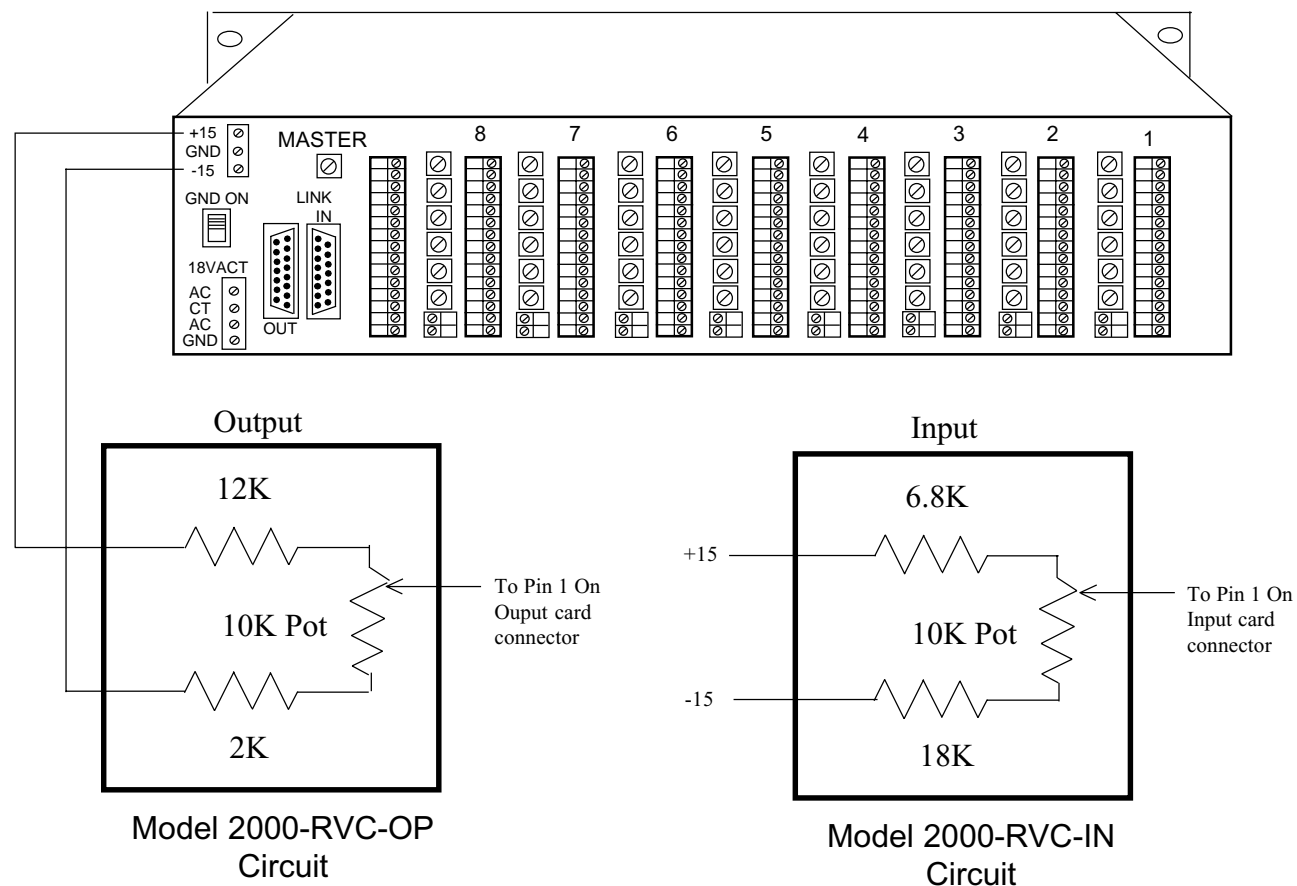 +15
GND
-15
MASTER
8 7 6 5 4 3 2 1
GND ON
LINK
IN
18VACT
AC
CT
AC
GND
OUT
Output
12K
10K Pot
2K
To Pin 1 On
Ouput card
connector
Model 2000-RVC-OP
Circuit
Input
6.8K
+15
10K Pot
-15
18K
To Pin 1 On
Input card
connector
Model 2000-RVC-IN
Circuit